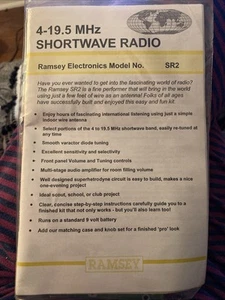 4-19.5 MHz
SHORTWAVE RADIO
Ramsey Electronics Model No. SR2
Have you ever wanted to get into the fascinating world of radio?
The Ramsey SR2 is a fine performer that will bring in the world
using just a few feet of wire as an antenna! Folks of all ages
have successfully built and enjoyed this easy and fun kit.
Enjoy hours of fascinating international listening using just a simple
indoor wire antenna
Select portions of the 4 to 19.5 MHz shortwave band, easily re-tuned at
any time
Smooth varactor diode tuning
Excellent sensitivity and selectivity
Front panel Volume and Tuning controls
Multi-stage audio amplifier for room filling volume
Well designed superhetrodyne circuit is easy to build, makes a nice
one-evening project
Ideal scout, school, or club project
Clear, concise step-by-step instructions carefully guide you to a
finished kit that not only works - but you'll also learn too!
Runs on a standard 9 volt battery
Add our matching case and knob set for a finished 'pro' look
RAMSEY